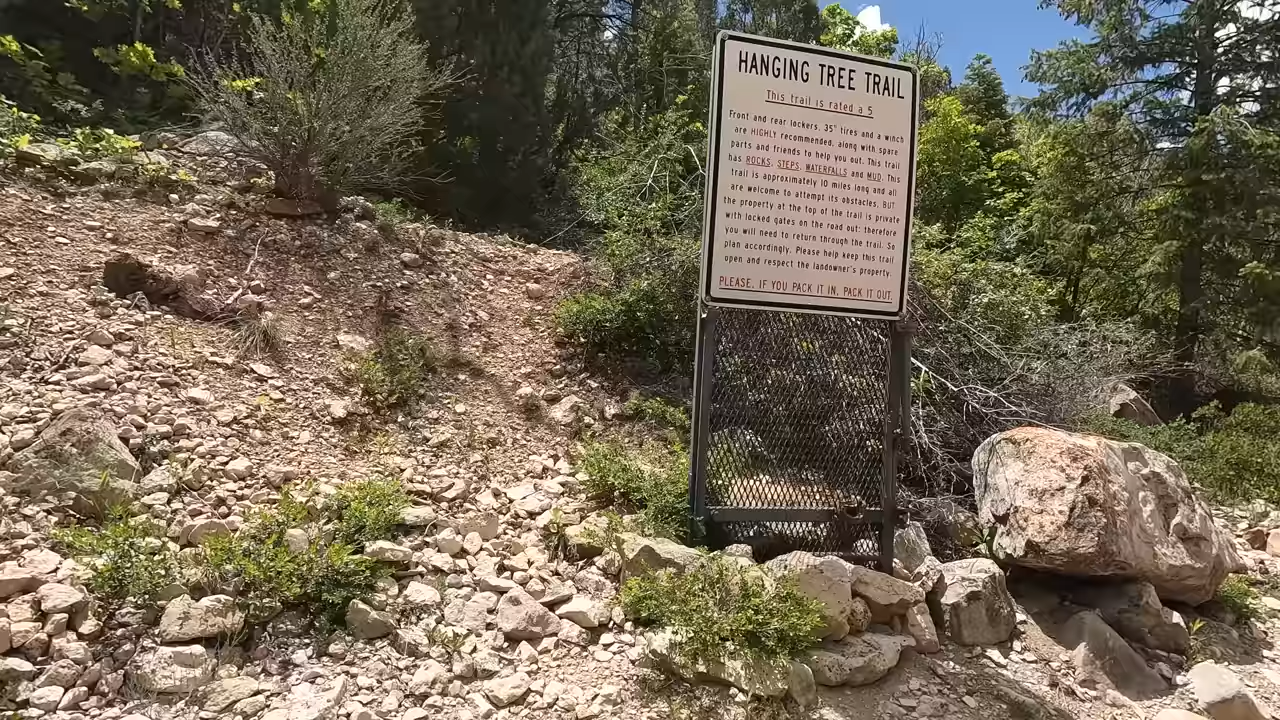 HANGING TREE TRAIL
This trail is rated a 5
Front and rear lockers, 35" tires and a winch
are HIGHLY recommended, along with spare
parts and friends to help you out. This trail
has ROCKS, STEPS, WATERFALLS and MUD. This
trail is approximately 10 miles long and all
are welcome to attempt its obstacles, BUT
the property at the top of the trail is private
with locked gates on the road out; therefore
you will need to return through the trail. So
plan accordingly. Please help keep this trail
open and respect the landowner's property.
PLEASE, IF YOU PACK IT IN, PACK IT OUT.